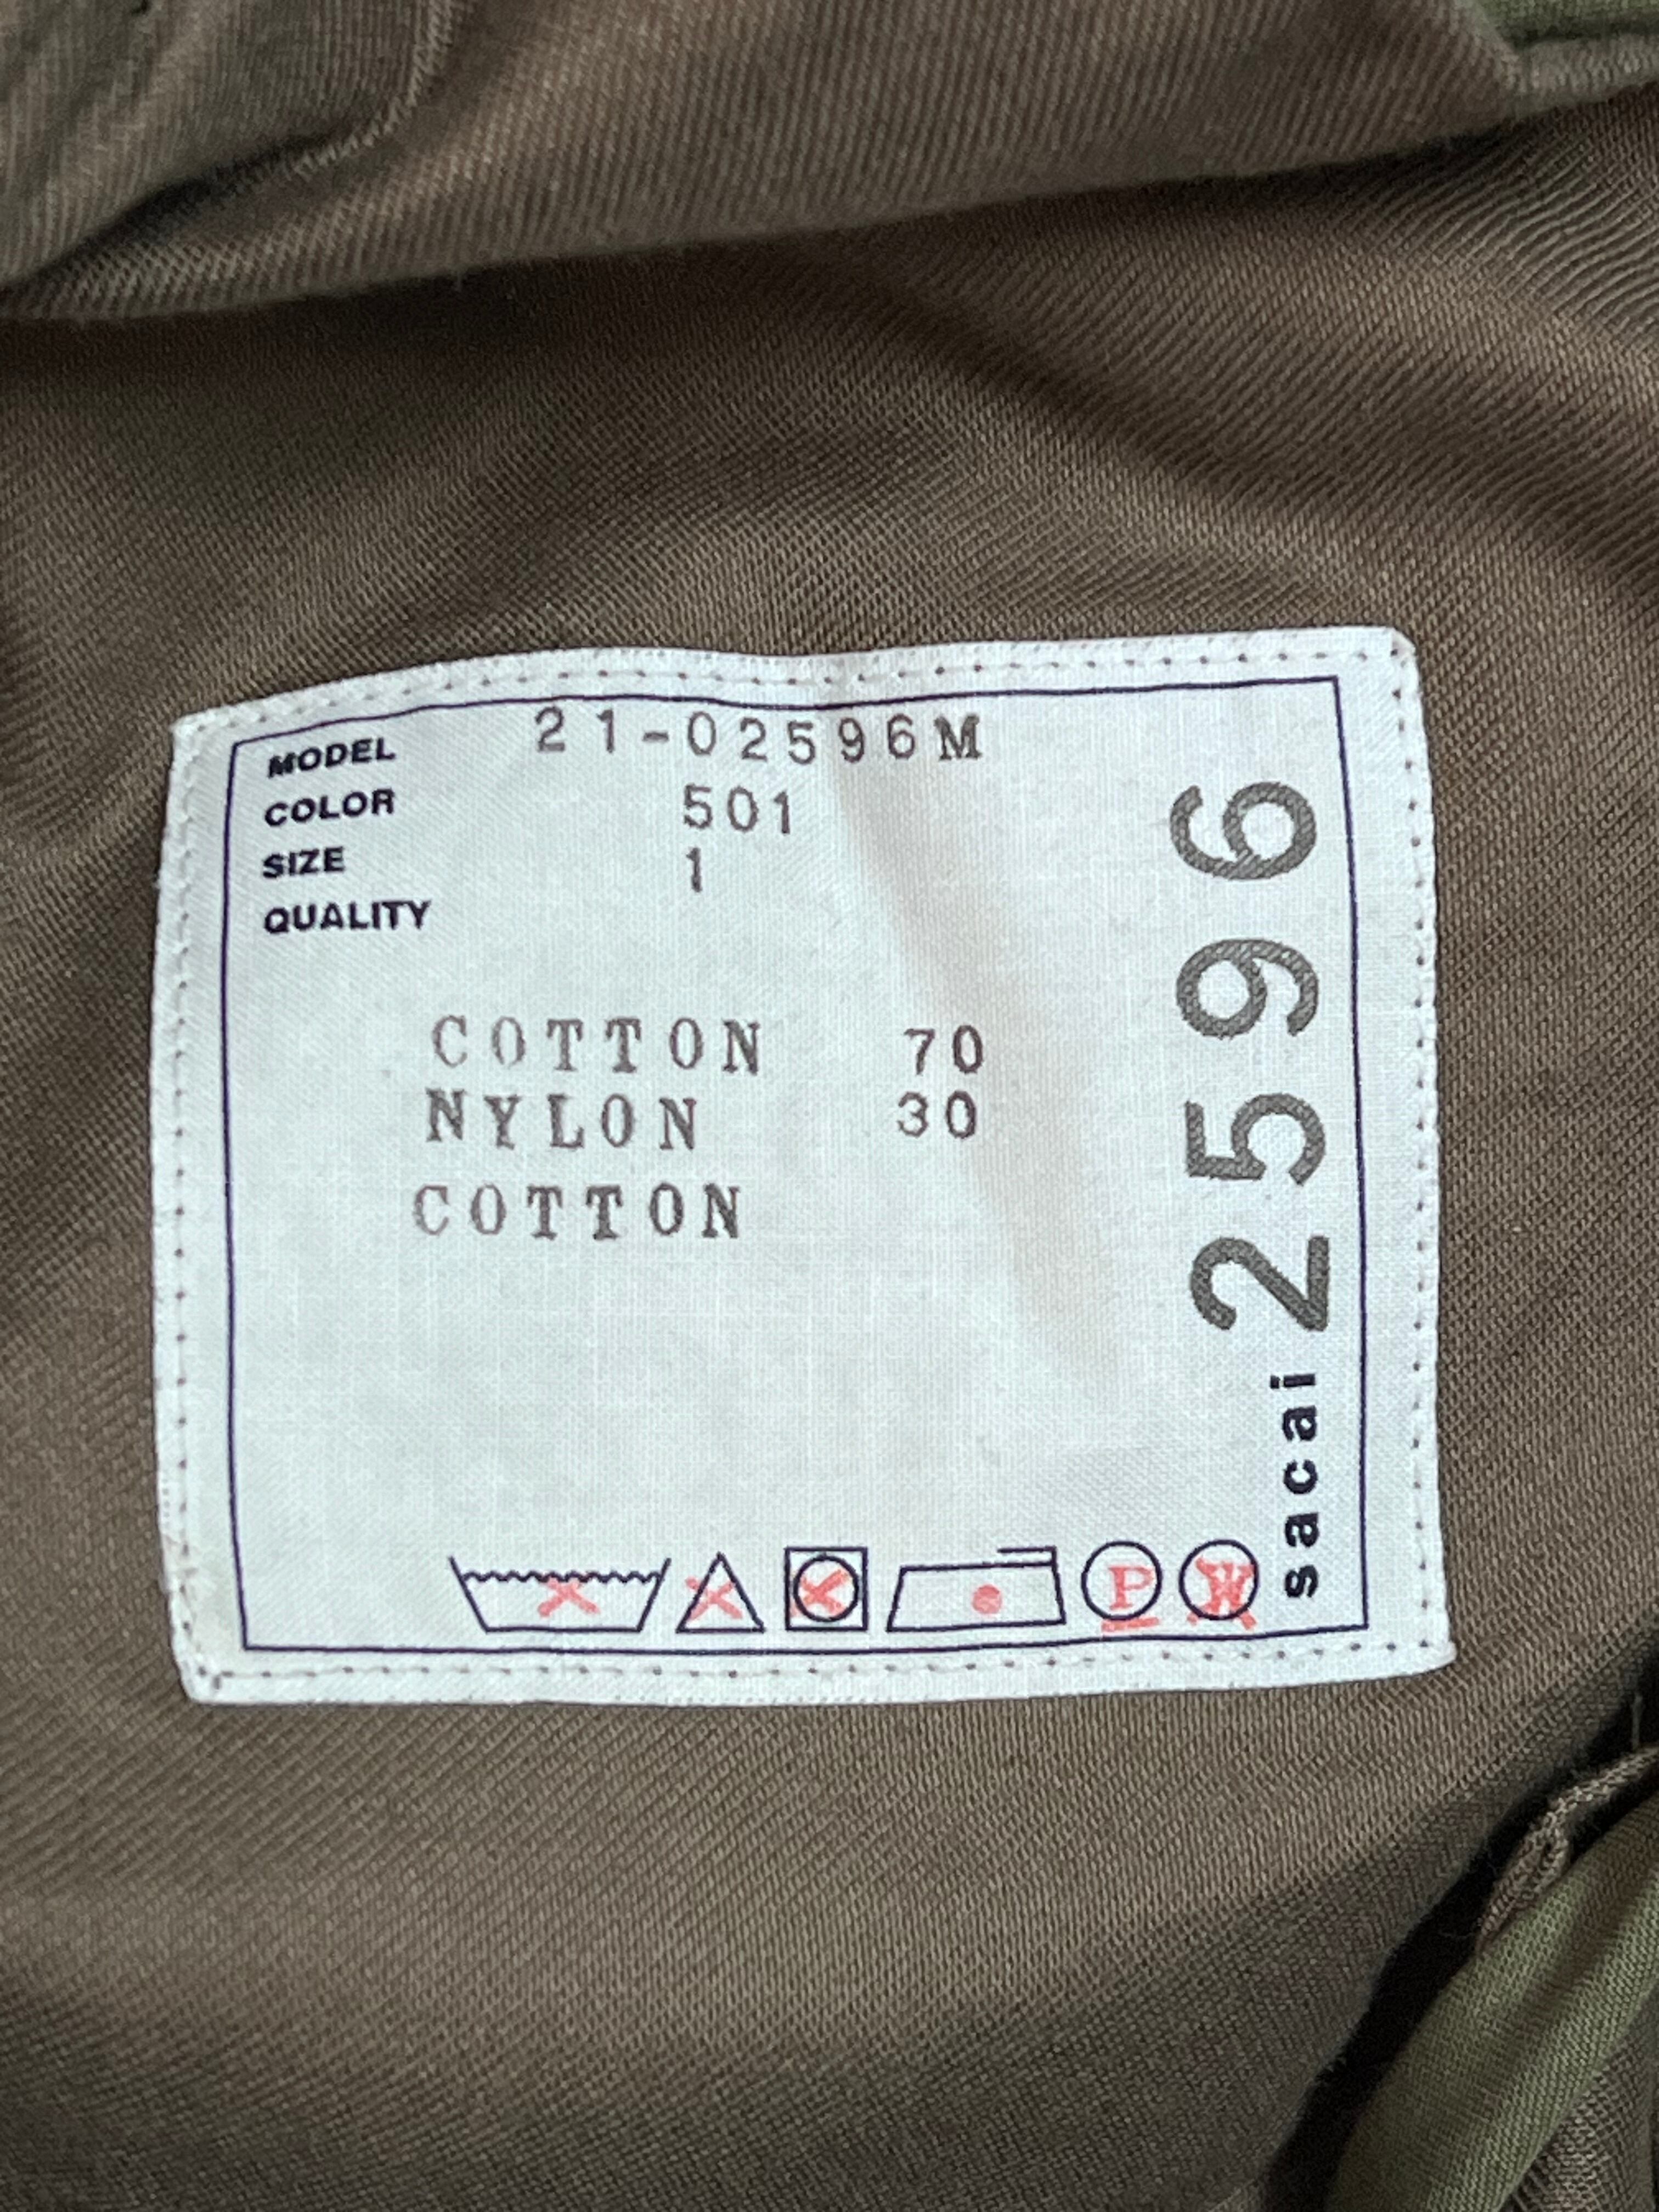 MODEL 21-02596M
COLOR 501
SIZE 1
QUALITY
COTTON 70
NYLON 30
COTTON
P W
sacai 2596